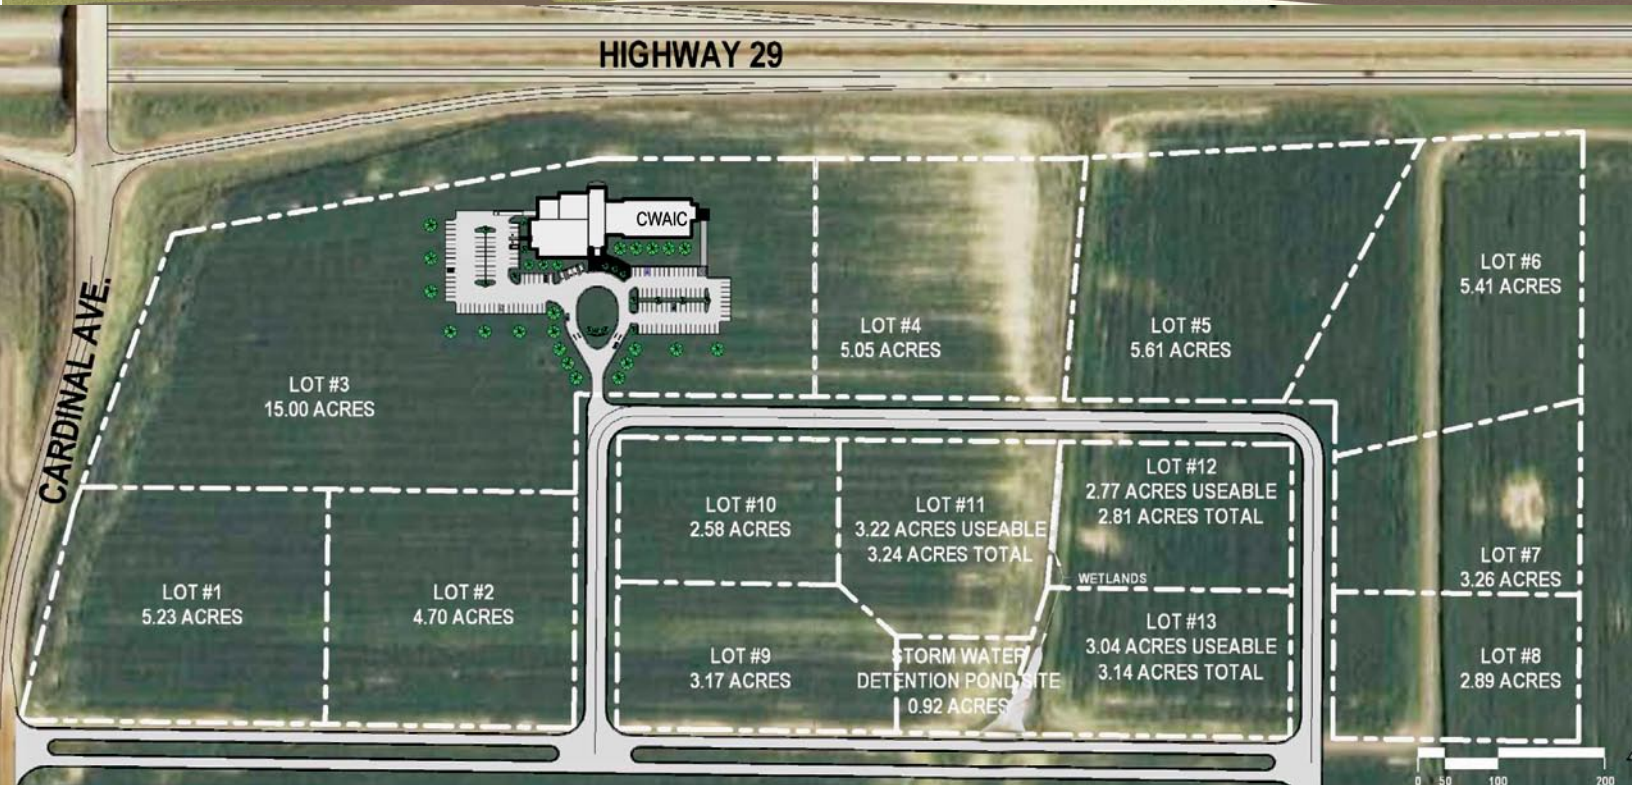 HIGHWAY 29
CARDINAL AVE.
CWAIC
LOT #6
5.41 ACRES
LOT #4
5.05 ACRES
LOT #5
5.61 ACRES
LOT #3
15.00 ACRES
LOT #12
2.77 ACRES USEABLE
2.81 ACRES TOTAL
LOT #10
2.58 ACRES
LOT #11
3.22 ACRES USEABLE
3.24 ACRES TOTAL
LOT #7
3.26 ACRES
WETLANDS
LOT #1
5.23 ACRES
LOT #2
4.70 ACRES
LOT #13
3.04 ACRES USEABLE
3.14 ACRES TOTAL
LOT #9
3.17 ACRES
STORM WATER
DETENTION POND SITE
0.92 ACRES
LOT #8
2.89 ACRES
0 50 100 200